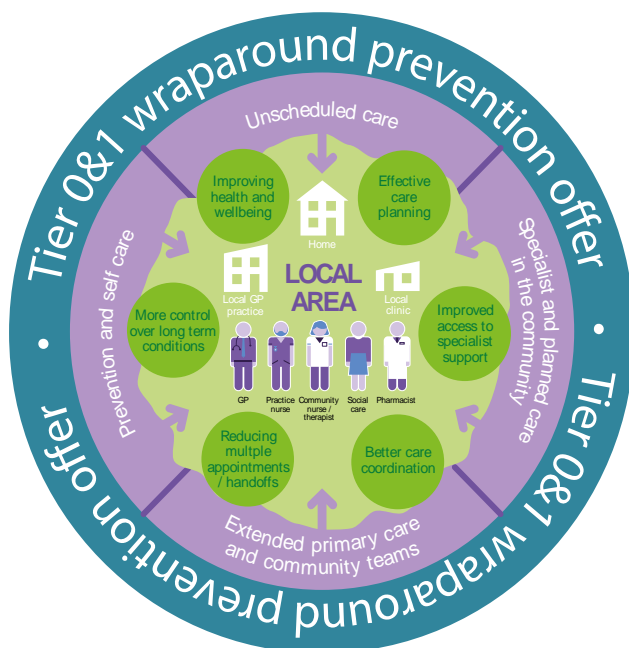 Tier 0&1 wraparound prevention offer
Unscheduled care
Improving
health and
wellbeing
Effective
care
planning
Home
Prevention and self care
Specialist and planned care
in the community
Local GP
practice
LOCAL
AREA
Local
clinic
More control
over long term
conditions
Improved
access to
specialist
support
GP
Practice
nurse
Community
nurse /
therapist
Social
care
Pharmacist
Reducing
multple
appointments
/ handoffs
Better care
coordination
Extended primary care
and community teams
Tier 0&1 wraparound prevention offer